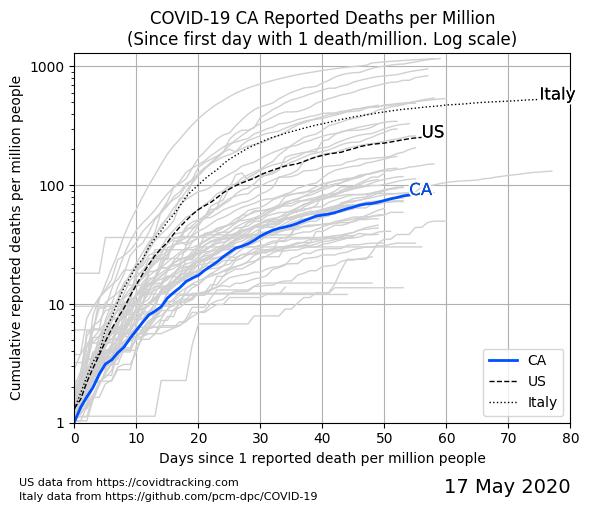 COVID-19 CA Reported Deaths per Million
(Since first day with 1 death/million. Log scale)
Cumulative reported deaths per million people
1000
100
10
1
Italy
US
CA
CA
US
Italy
0 10 20 30 40 50 60 70 80
Days since 1 reported death per million people
US data from https://covidtracking.com
Italy data from https://github.com/pcm-dpc/COVID-19
17 May 2020